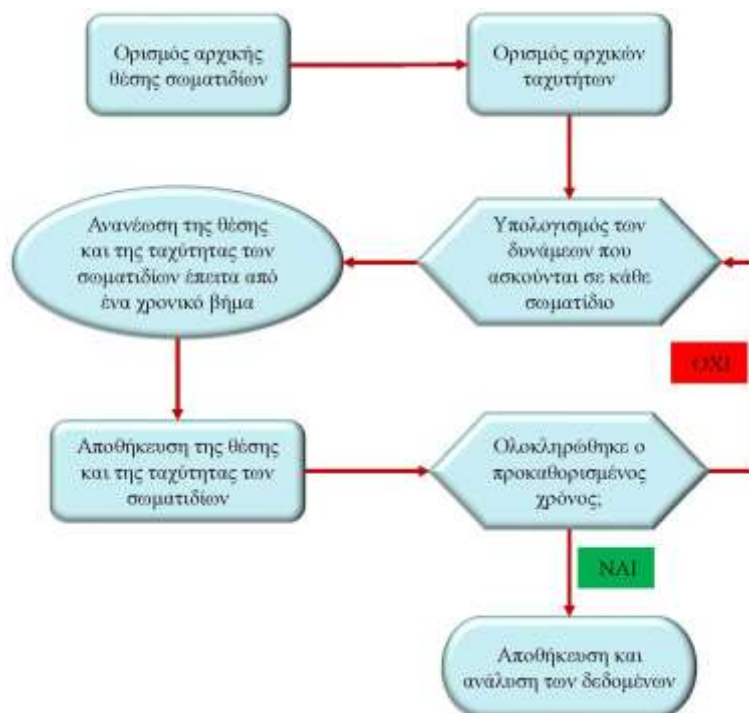 Ορισμός αρχικής
θέσης σωματιδίων
Ορισμός αρχικών
ταχυτήτων
Υπολογισμός των
δυνάμεων που
ασκούνται σε κάθε
σωματίδιο
Ανανέωση της θέσης
και της ταχύτητας των
σωματιδίων έπειτα από
ένα χρονικό βήμα
Αποθήκευση της θέσης
και της ταχύτητας των
σωματιδίων
Ολοκληρώθηκε ο
προκαθορισμένος
χρόνος;
ΟΧΙ
ΝΑΙ
Αποθήκευση και
ανάλυση των δεδομένων